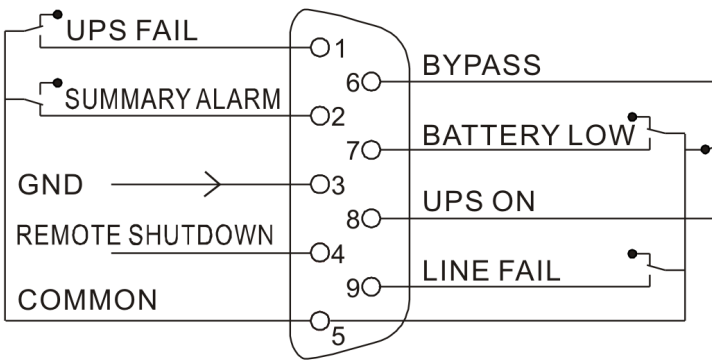 UPS FAIL
1
BYPASS
6
SUMMARY ALARM
2
BATTERY LOW
7
GND
3
UPS ON
8
REMOTE SHUTDOWN
4
LINE FAIL
9
COMMON
5